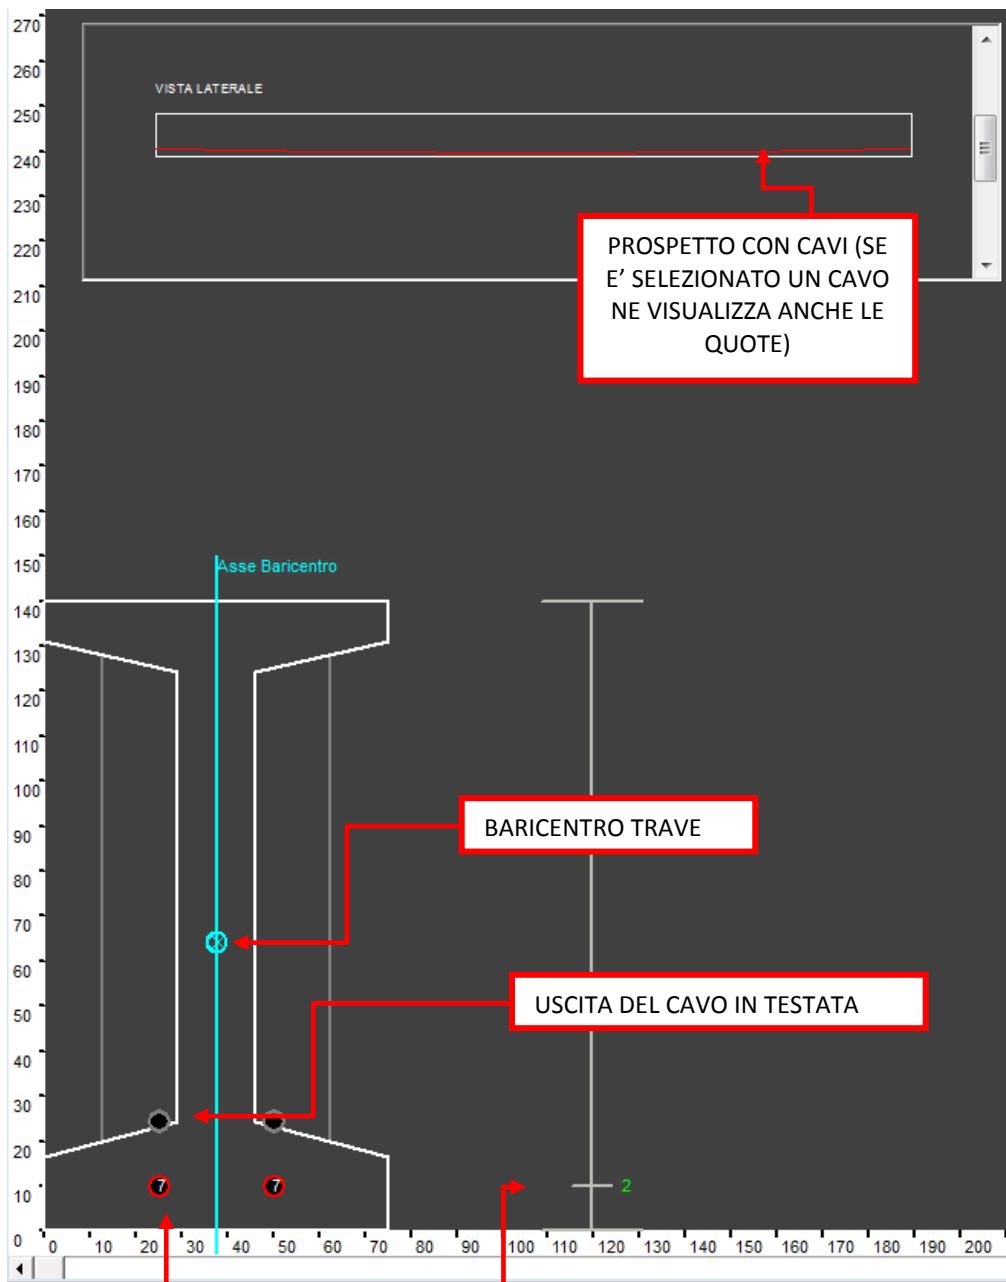 270
260
250
240
230
220
210
200
190
180
170
160
150
140
130
120
110
100
90
80
70
60
50
40
30
20
10
0
VISTA LATERALE
PROSPETTO CON CAVI (SE
E' SELEZIONATO UN CAVO
NE VISUALIZZA ANCHE LE
QUOTE)
Asse Baricentro
BARICENTRO TRAVE
USCITA DEL CAVO IN TESTATA
7 7 2
0 10 20 30 40 50 60 70 80 90 100 110 120 130 140 150 160 170 180 190 200